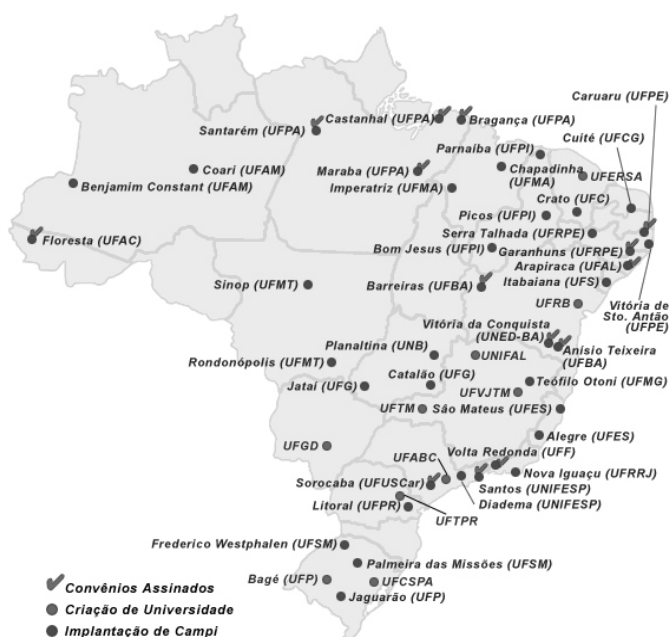 Caruaru (UFPE)
Santarém (UFPA)
Castanhal (UFPA)
Bragança (UFPA)
Cuité (UFCG)
Parnaíba (UFPI)
Coari (UFAM)
Maraba (UFPA)
Chapadinha
(UFMA)
UFERSA
Benjamim Constant (UFAM)
Imperatriz (UFMA)
Crato (UFC)
Picos (UFPI)
Floresta (UFAC)
Serra Talhada (UFRPE)
Bom Jesus (UFPI)
Garanhuns (UFRPE)
Arapiraca (UFAL)
Sinop (UFMT)
Barreiras (UFBA)
Itabaiana (UFS)
UFRB
Vitória de
Sto. Antão
(UFPE)
Vitória da Conquista
(UNED-BA)
Planaltina (UNB)
UNIFAL
Anísio Teixeira
(UFBA)
Rondonópolis (UFMT)
Catalão (UFG)
Jataí (UFG)
Teófilo Otoni (UFMG)
UFVJTM
UFTM
São Mateus (UFES)
Alegre (UFES)
UFGD
UFABC
Volta Redonda (UFF)
Sorocaba (UFUSCar)
Nova Iguaçu (UFRRJ)
Santos (UNIFESP)
Litoral (UFPR)
Diadema (UNIFESP)
UFTPR
Frederico Westphalen (UFSM)
Palmeira das Missões (UFSM)
Bagé (UFP)
UFCSPA
Jaguarão (UFP)
Convênios Assinados
Criação de Universidade
Implantação de Campi